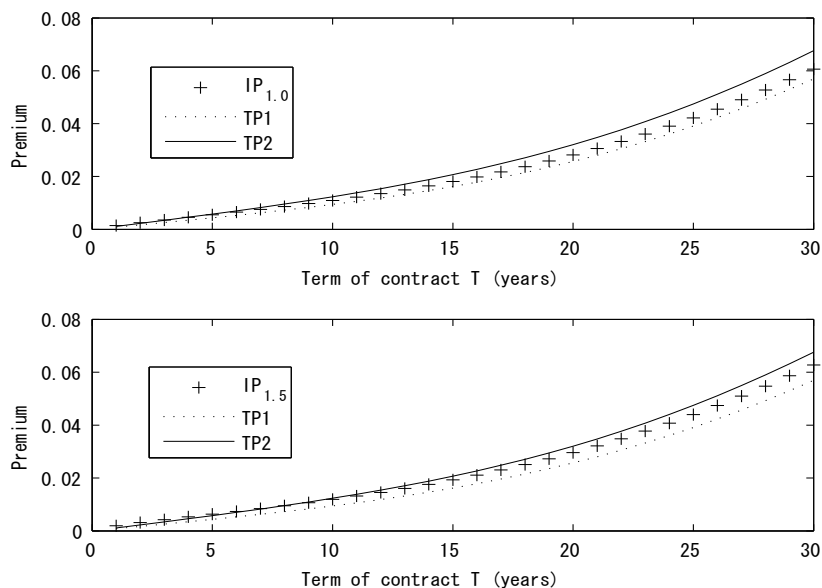 0.08
0.06
0.04
0.02
0
Premium
IP1.0
TP1
TP2
0 5 10 15 20 25 30
Term of contract T (years)
0.08
0.06
0.04
0.02
0
Premium
IP1.5
TP1
TP2
0 5 10 15 20 25 30
Term of contract T (years)